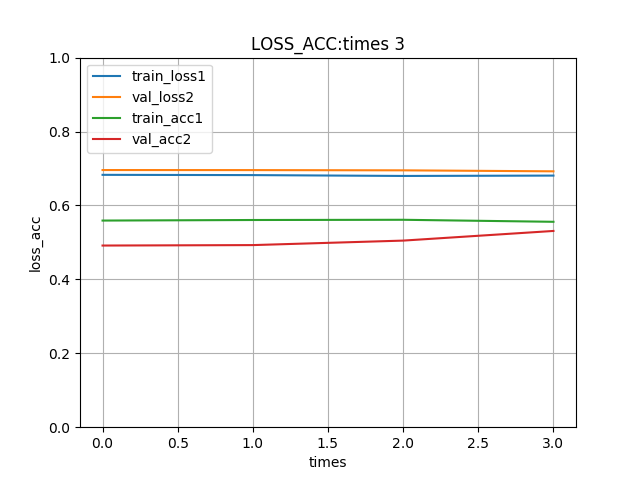 LOSS_ACC:times 3
1.0
0.8
0.6
0.4
0.2
0.0
loss_acc
train_loss1
val_loss2
train_acc1
val_acc2
0.0 0.5 1.0 1.5 2.0 2.5 3.0
times